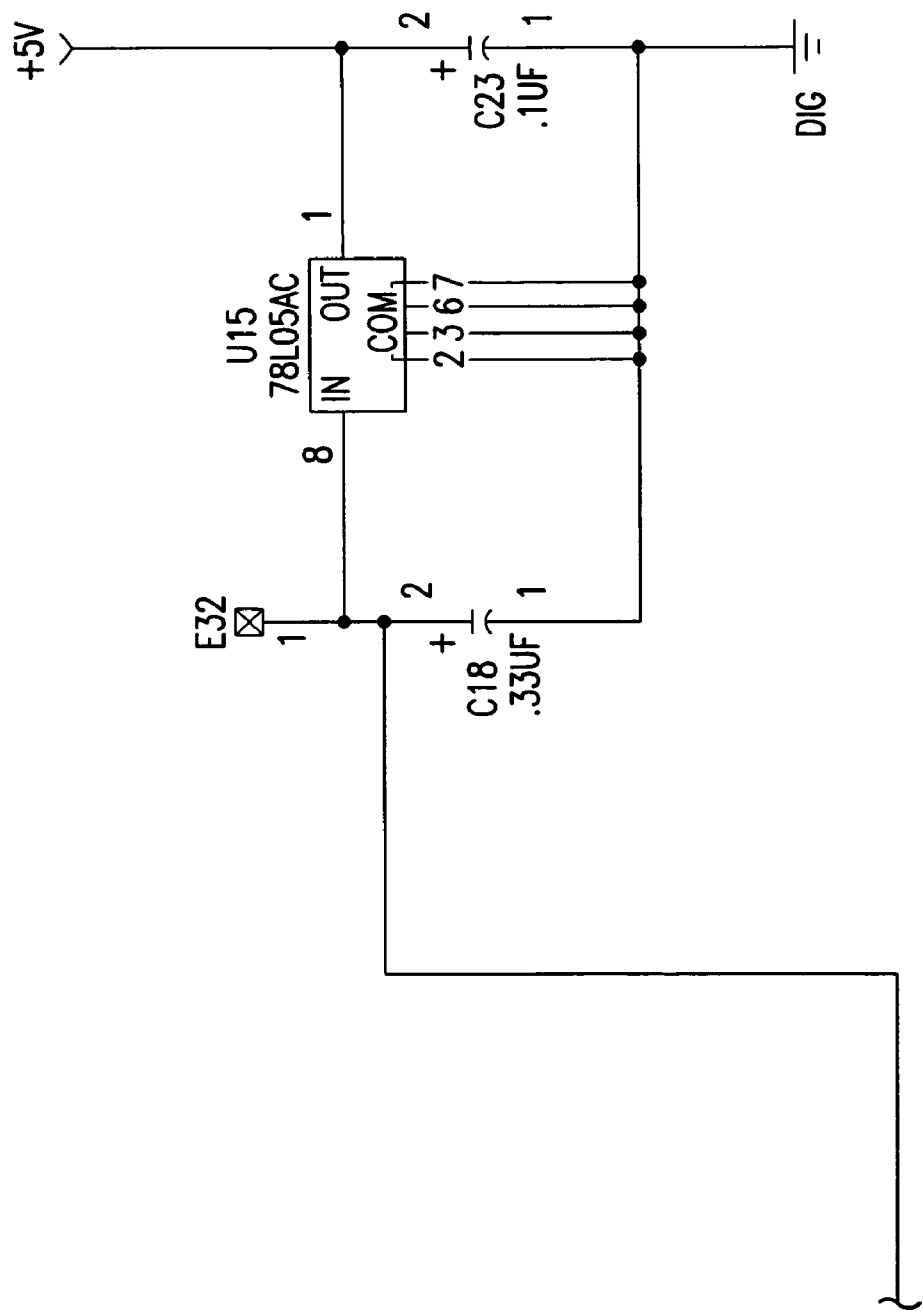 E32
1
U15
78L05AC
8
IN
OUT
1
COM
2
3
6
7
+5V
2
+
C18
.33UF
1
2
+
C23
.1UF
1
DIG